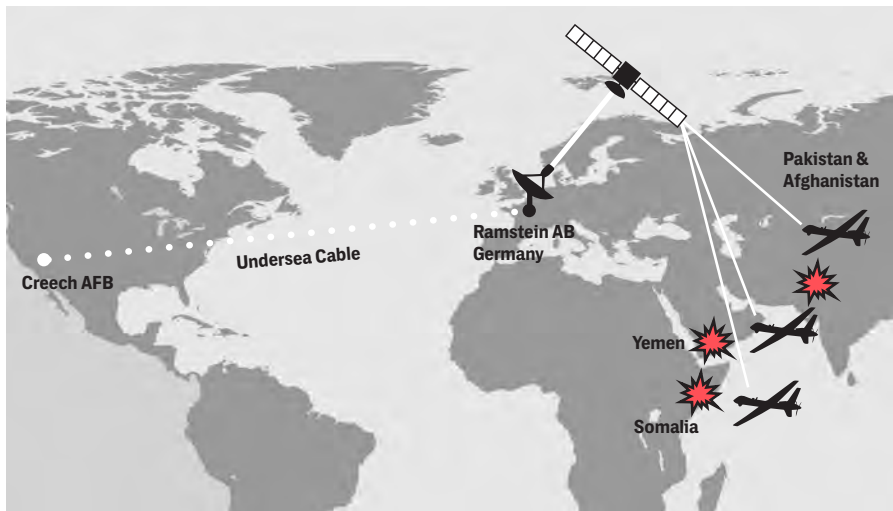 Pakistan &
Afghanistan
Ramstein AB
Germany
Undersea Cable
Creech AFB
Yemen
Somalia